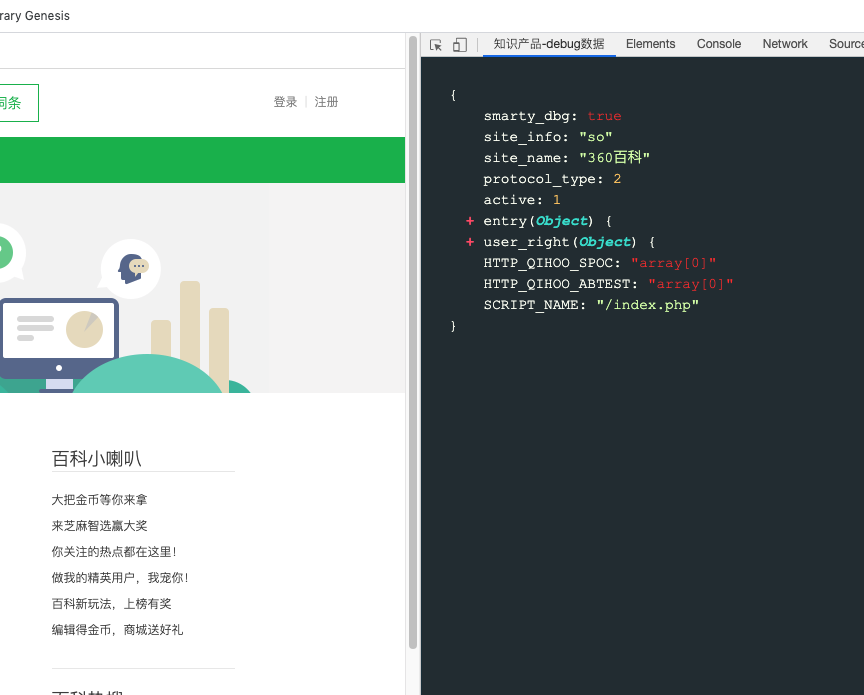 rary Genesis
词条
登录
注册
百科小喇叭
大把金币等你来拿
来芝麻智选赢大奖
你关注的热点都在这里！
做我的精英用户，我宠你！
百科新玩法，上榜有奖
编辑得金币，商城送好礼
知识产品-debug数据 Elements Console Network Source
{
smarty_dbg: true
site_info: "so"
site_name: "360百科"
protocol_type: 2
active: 1
+ entry(Object) {
+ user_right(Object) {
HTTP_QIHOO_SPOC: "array[0]"
HTTP_QIHOO_ABTEST: "array[0]"
SCRIPT_NAME: "/index.php"
}